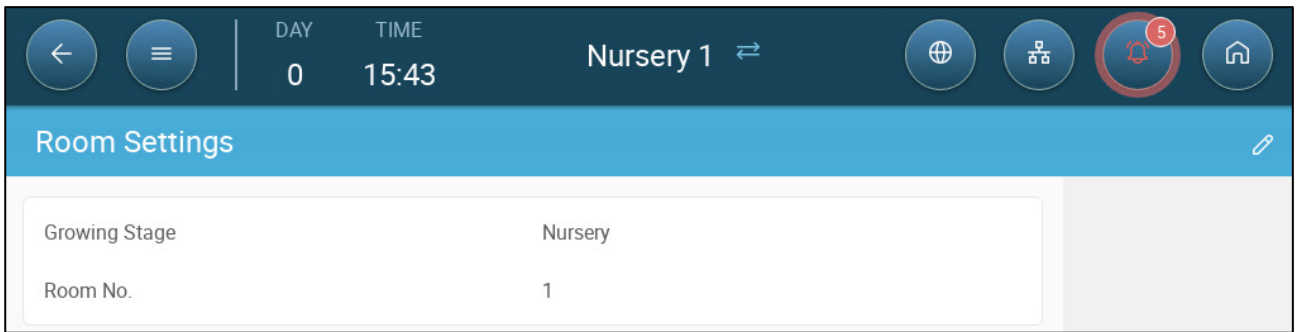 DAY TIME
0 15:43
Nursery 1
5
Room Settings
Growing Stage Nursery
Room No. 1